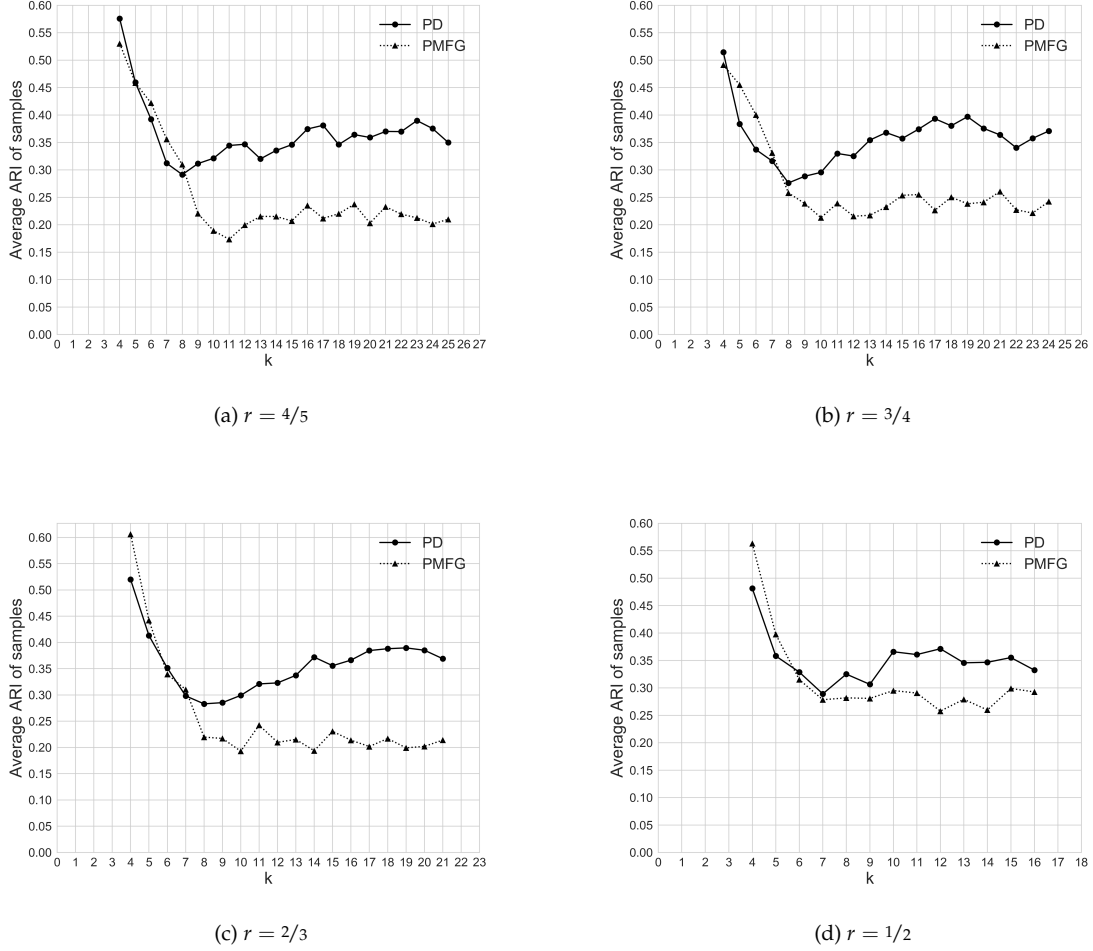 0.60
0.55
0.50
0.45
0.40
0.35
0.30
0.25
0.20
0.15
0.10
0.05
0.00
Average ARI of samples
PD
PMFG
0 1 2 3 4 5 6 7 8 9 10 11 12 13 14 15 16 17 18 19 20 21 22 23 24 25 26 27
k
(a) r = 4/5
0.60
0.55
0.50
0.45
0.40
0.35
0.30
0.25
0.20
0.15
0.10
0.05
0.00
Average ARI of samples
PD
PMFG
0 1 2 3 4 5 6 7 8 9 10 11 12 13 14 15 16 17 18 19 20 21 22 23 24 25 26
k
(b) r = 3/4
0.60
0.55
0.50
0.45
0.40
0.35
0.30
0.25
0.20
0.15
0.10
0.05
0.00
Average ARI of samples
PD
PMFG
0 1 2 3 4 5 6 7 8 9 10 11 12 13 14 15 16 17 18 19 20 21 22 23
k
(c) r = 2/3
0.60
0.55
0.50
0.45
0.40
0.35
0.30
0.25
0.20
0.15
0.10
0.05
0.00
Average ARI of samples
PD
PMFG
0 1 2 3 4 5 6 7 8 9 10 11 12 13 14 15 16 17 18
k
(d) r = 1/2